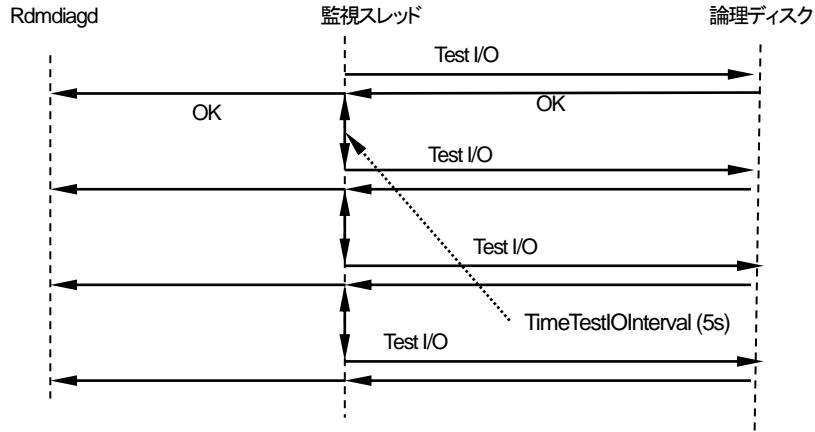 Rdmdiagd
監視スレッド
論理ディスク
Test I/O
OK
OK
Test I/O
Test I/O
TimeTestIOInterval (5s)
Test I/O